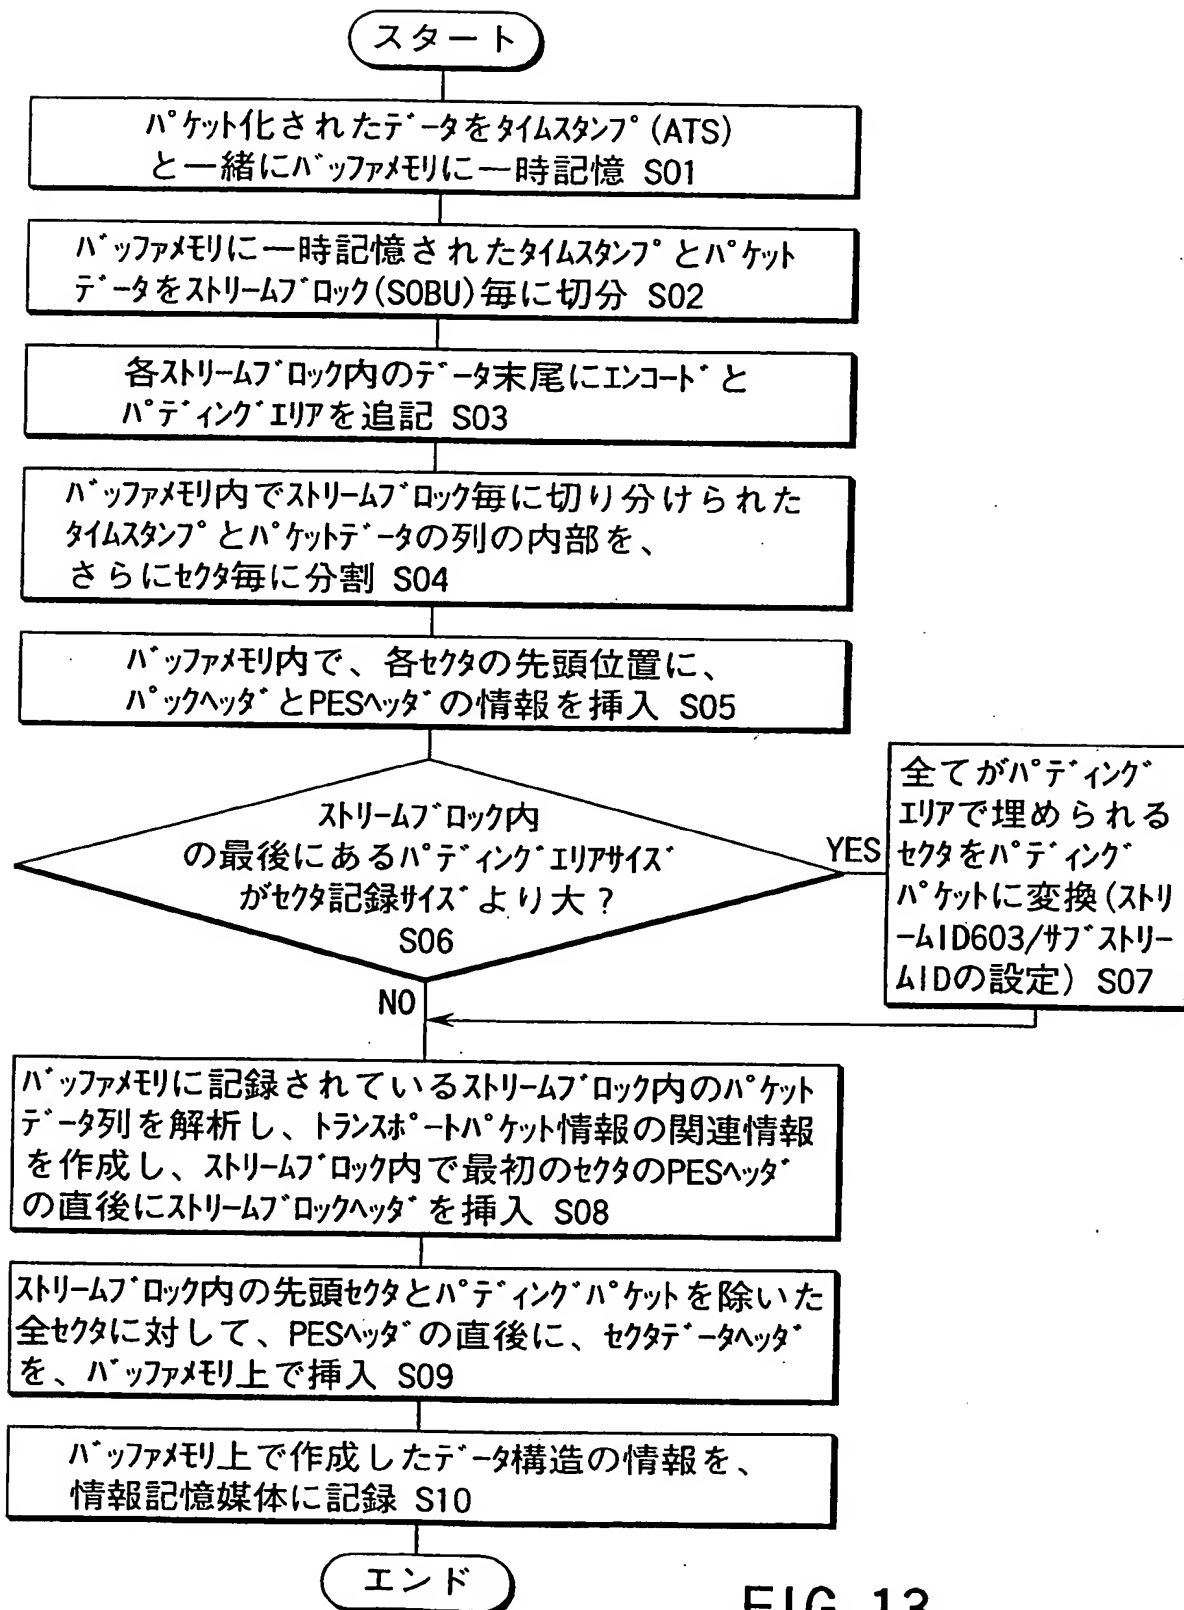 スタート
パケット化されたデータをタイムスタンプ(ATS)
と一緒にバッファメモリに一時記憶 S01
バッファメモリに一時記憶されたタイムスタンプとパケット
データをストリームブロック(SOBU)毎に切分 S02
各ストリームブロック内のデータ末尾にエンコードと
パディングエリアを追記 S03
バッファメモリ内でストリームブロック毎に切り分けられた
タイムスタンプとパケットデータの列の内部を、
さらにセクタ毎に分割 S04
バッファメモリ内で、各セクタの先頭位置に、
パックヘッダとPESヘッダの情報を挿入 S05
ストリームブロック内
の最後にあるパディングエリアサイズ
がセクタ記録サイズより大?
S06
YES
全てがパディング
エリアで埋められる
セクタをパディング
パケットに変換(ストリ
ームID603/サブストリー
ムIDの設定) S07
NO
バッファメモリに記録されているストリームブロック内のパケット
データ列を解析し、トランスポートパケット情報の関連情報
を作成し、ストリームブロック内で最初のセクタのPESヘッダ
の直後にストリームブロックヘッダを挿入 S08
ストリームブロック内の先頭セクタとパディングパケットを除いた
全セクタに対して、PESヘッダの直後に、セクタデータヘッダ
を、バッファメモリ上で挿入 S09
バッファメモリ上で作成したデータ構造の情報を、
情報記憶媒体に記録 S10
エンド
FIG. 13